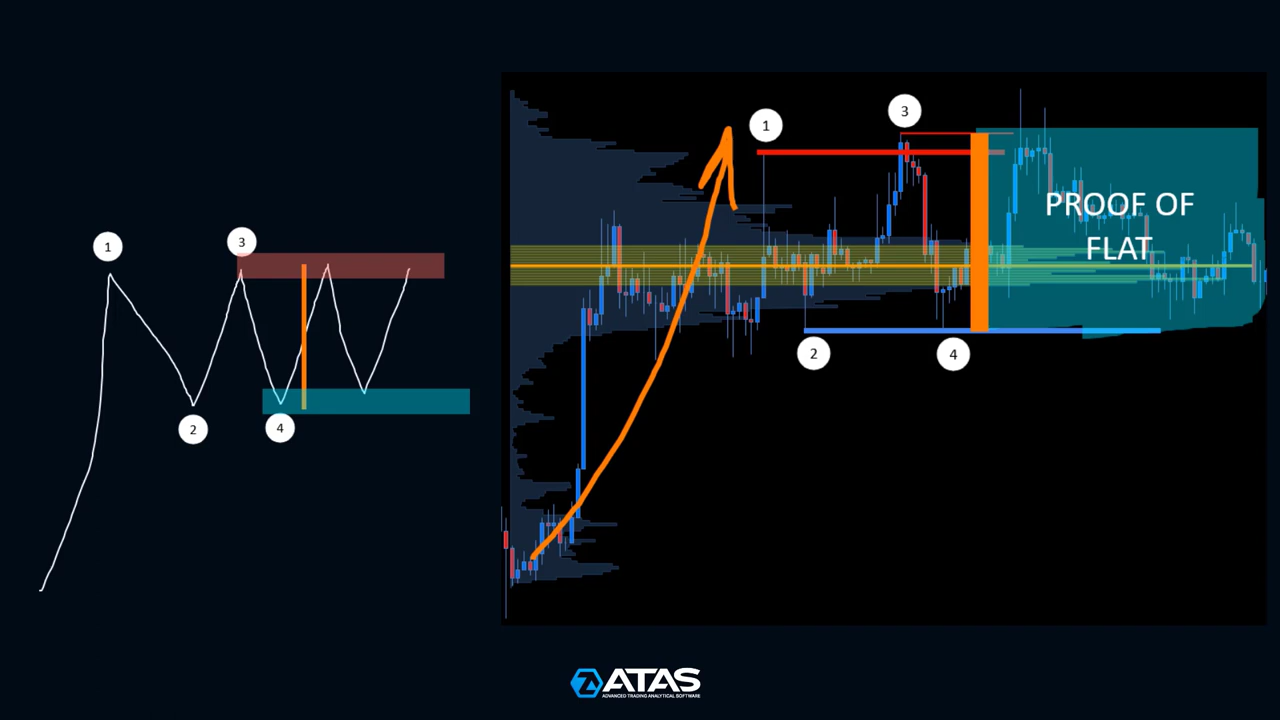 1
3
2
4
1
3
2
4
PROOF OF
FLAT
ATAS
ADVANCED TRADING ANALYTICAL SOFTWARE